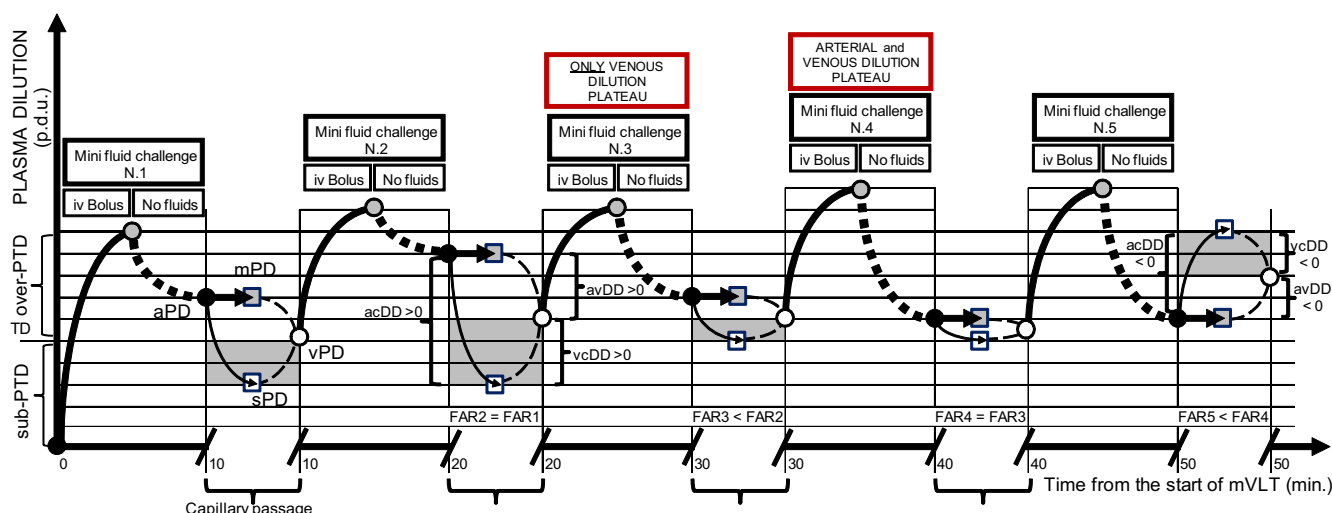 PLASMA DILUTION
(p.d.u.)
over-PTD
TD
sub-PTD
Mini fluid challenge
N.1
iv Bolus
No fluids
Mini fluid challenge
N.2
iv Bolus
No fluids
ONLY VENOUS
DILUTION
PLATEAU
Mini fluid challenge
N.3
iv Bolus
No fluids
ARTERIAL and
VENOUS DILUTION
PLATEAU
Mini fluid challenge
N.4
iv Bolus
No fluids
Mini fluid challenge
N.5
iv Bolus
No fluids
mPD
aPD
vPD
sPD
acDD >0
avDD >0
vcDD >0
acDD
< 0
vcDD
< 0
avDD
< 0
FAR2 = FAR1
FAR3 < FAR2
FAR4 = FAR3
FAR5 < FAR4
0
10
10
20
20
30
30
40
40
50
50
Time from the start of mVLT (min.)
Capillary passage